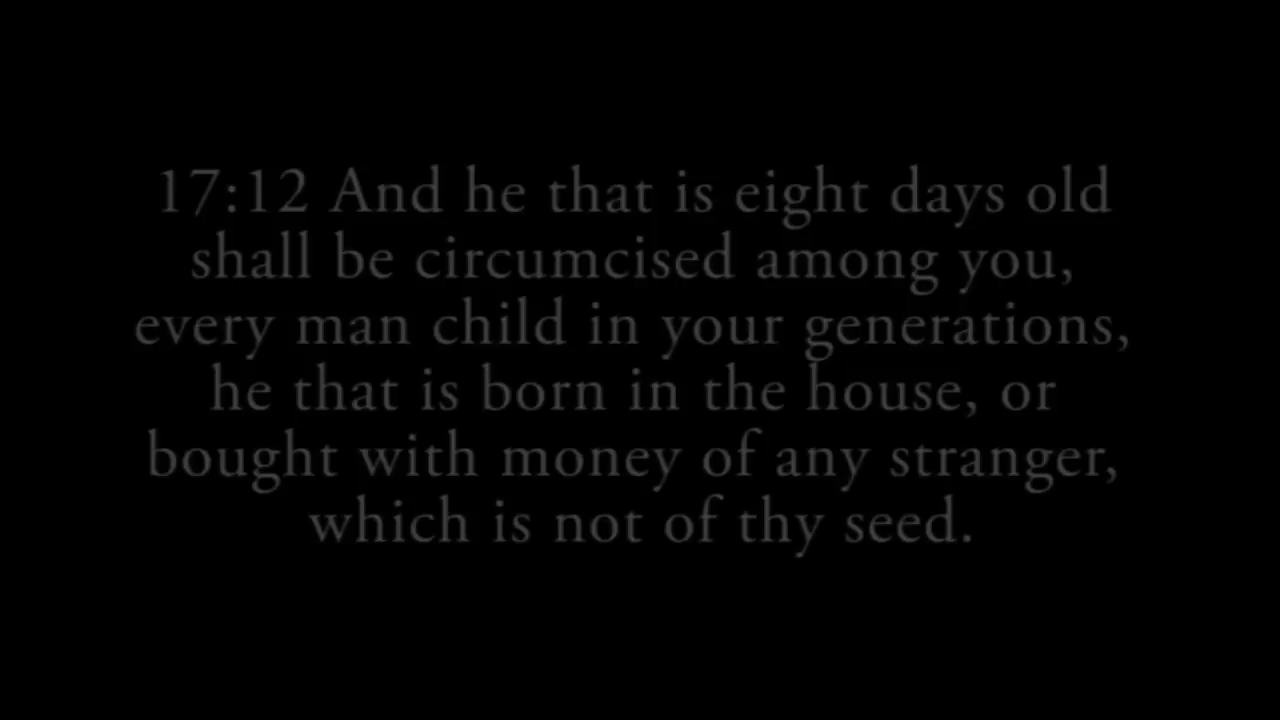 17:12 And he that is eight days old
shall be circumcised among you,
every man child in your generations,
he that is born in the house, or
bought with money of any stranger,
which is not of thy seed.